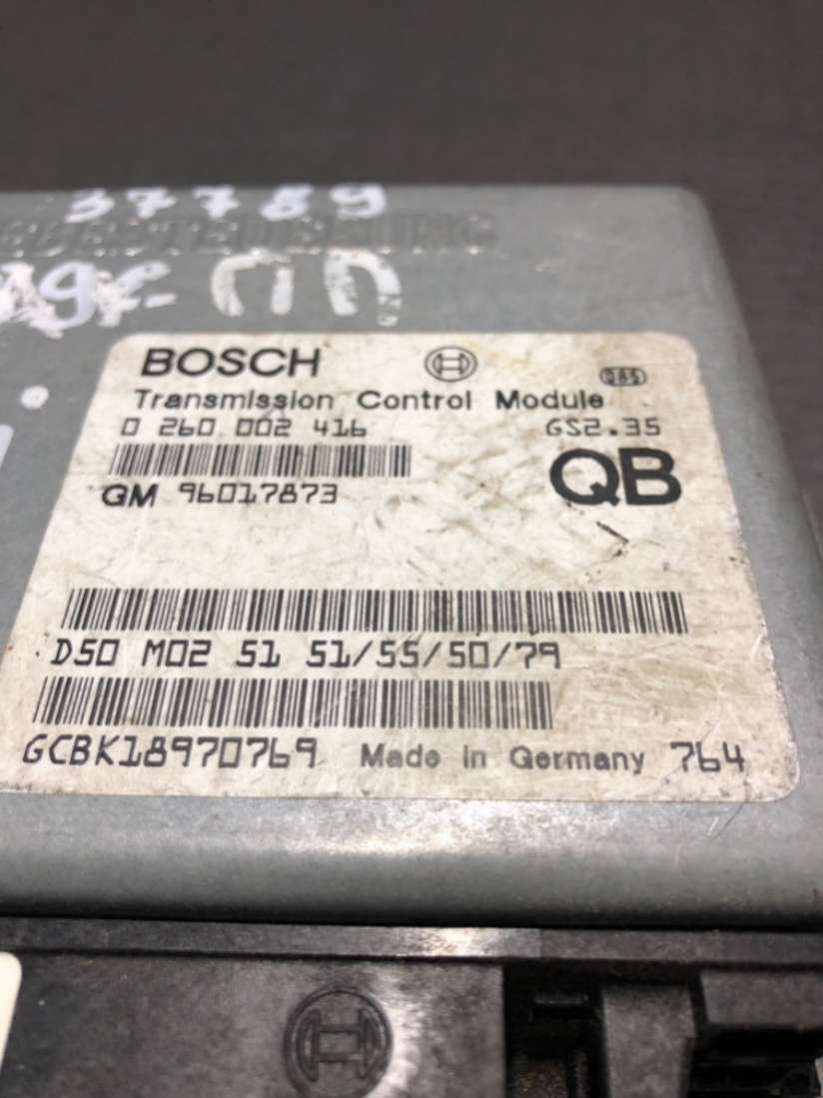 37789
BOSCH
Transmission Control Module
0 260 002 416 GS2.35
QB
GM 96017873
D50 M02 51 51/55/50/79
GCBK18970769 Made in Germany 764